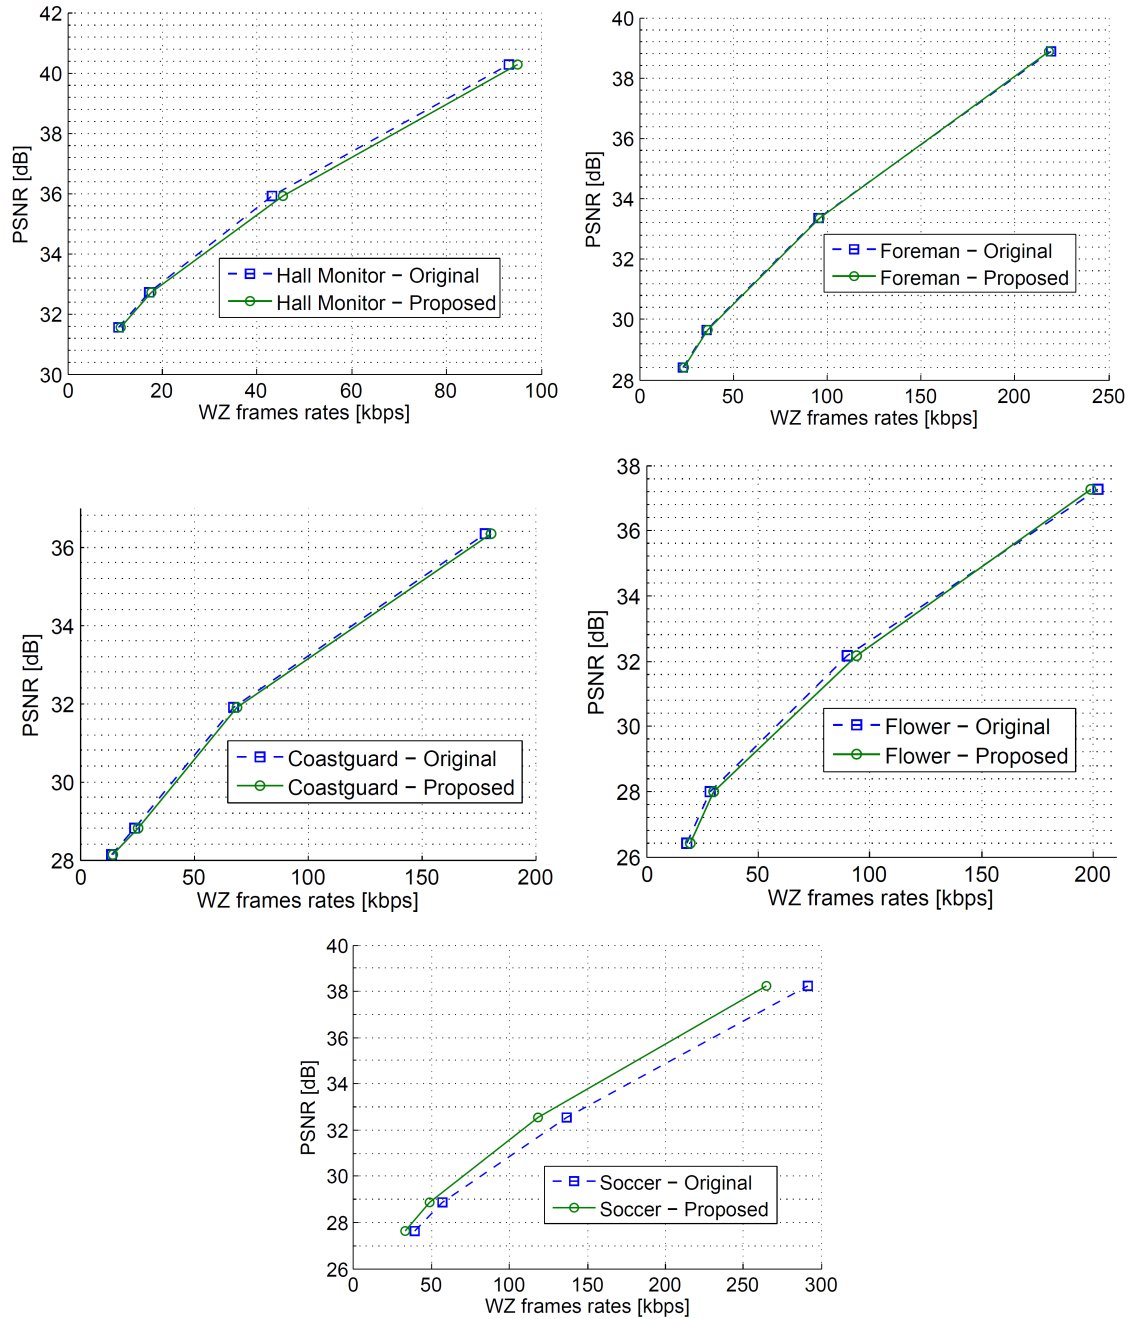 42
40
38
36
34
32
30
PSNR [dB]
0 20 40 60 80 100
WZ frames rates [kbps]
Hall Monitor − Original
Hall Monitor − Proposed
40
38
36
34
32
30
28
PSNR [dB]
0 50 100 150 200 250
WZ frames rates [kbps]
Foreman − Original
Foreman − Proposed
36
34
32
30
28
PSNR [dB]
0 50 100 150 200
WZ frames rates [kbps]
Coastguard − Original
Coastguard − Proposed
38
36
34
32
30
28
26
PSNR [dB]
0 50 100 150 200
WZ frames rates [kbps]
Flower − Original
Flower − Proposed
40
38
36
34
32
30
28
26
PSNR [dB]
0 50 100 150 200 250 300
WZ frames rates [kbps]
Soccer − Original
Soccer − Proposed